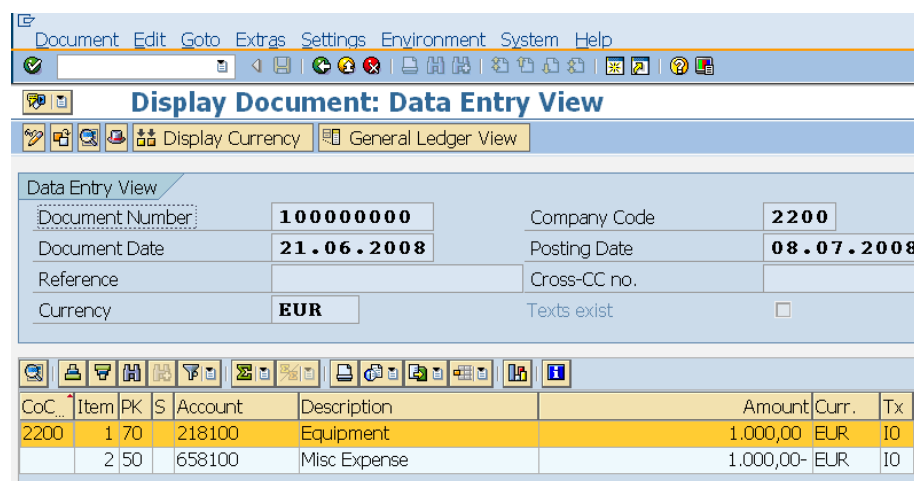 Document Edit Goto Extras Settings Environment System Help
Display Document: Data Entry View
Display Currency General Ledger View
Data Entry View
Document Number 100000000 Company Code 2200
Document Date 21.06.2008 Posting Date 08.07.2008
Reference Cross-CC no.
Currency EUR Texts exist
CoC.. Item PK S Account Description Amount Curr. Tx
2200 1 70 218100 Equipment 1.000,00 EUR I0
2 50 658100 Misc Expense 1.000,00- EUR I0